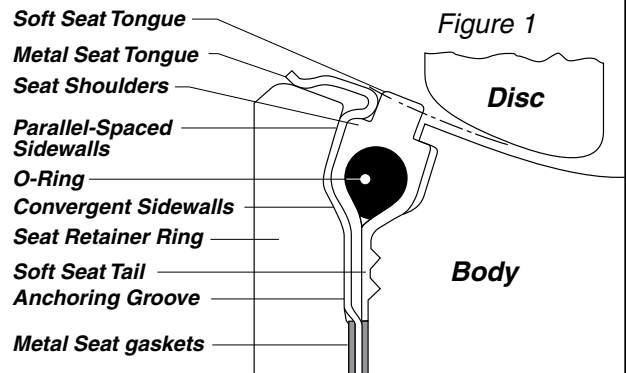 Soft Seat Tongue
Figure 1
Metal Seat Tongue
Seat Shoulders
Disc
Parallel-Spaced
Sidewalls
O-Ring
Convergent Sidewalls
Seat Retainer Ring
Soft Seat Tail
Body
Anchoring Groove
Metal Seat gaskets